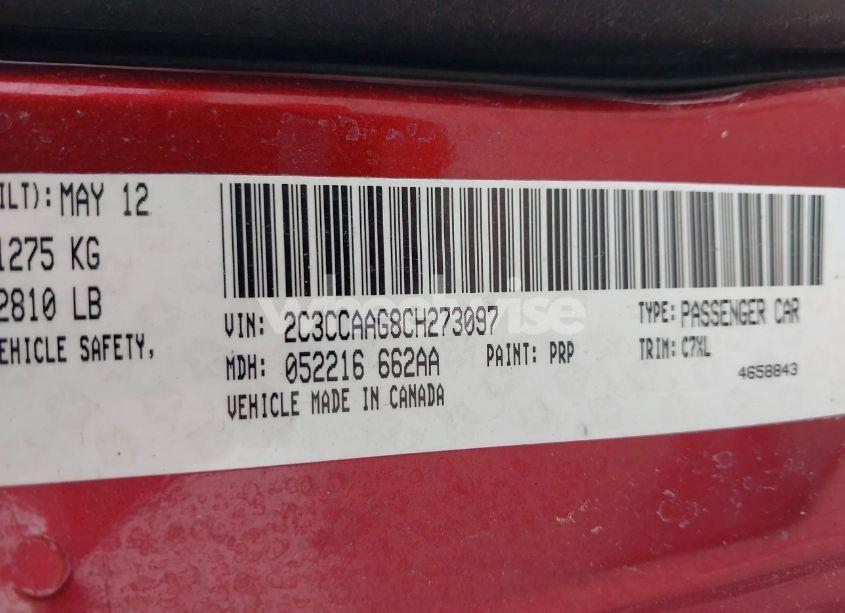 ILT): MAY 12
1275 KG
2810 LB
EHICLE SAFETY,
VIN: 2C3CCAAG8CH273097
TYPE: PASSENGER CAR
MDH: 052216 662AA
PAINT: PRP
TRIM: C7XL
VEHICLE MADE IN CANADA
4658843
Wheelwise